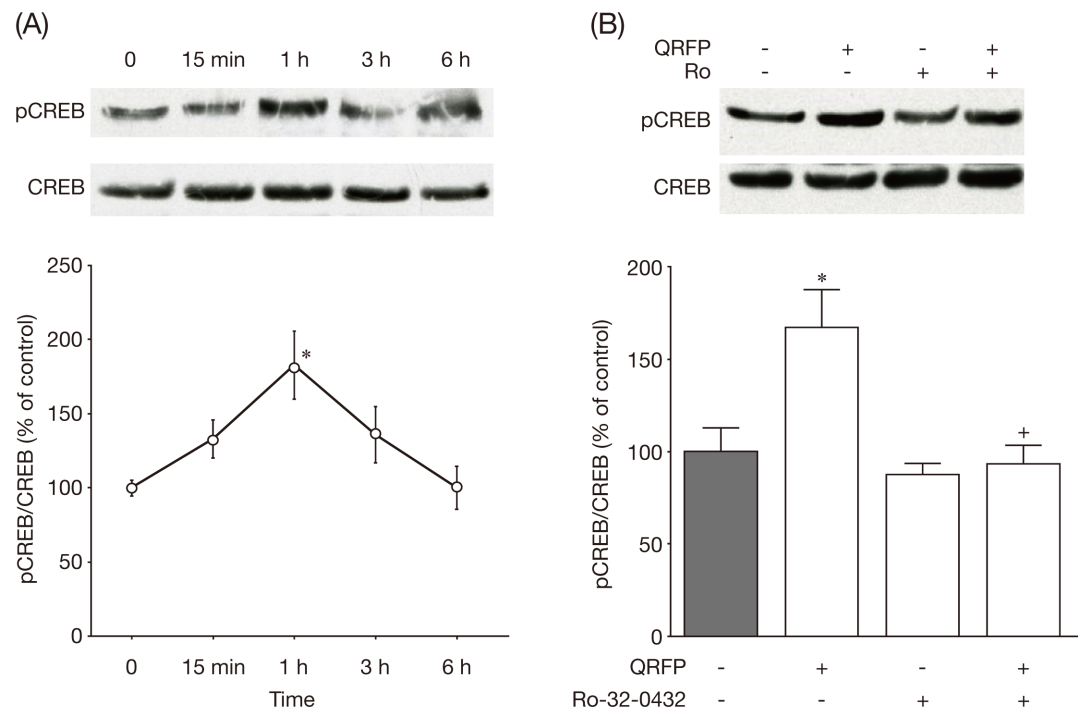 (A)
0 15 min 1 h 3 h 6 h
pCREB
CREB
250
200
150
100
50
0
pCREB/CREB (% of control)
*
0 15 min 1 h 3 h 6 h
Time
(B)
QRFP - + - +
Ro - - + +
pCREB
CREB
200
150
100
50
0
pCREB/CREB (% of control)
*
+
QRFP - + - +
Ro-32-0432 - - + +